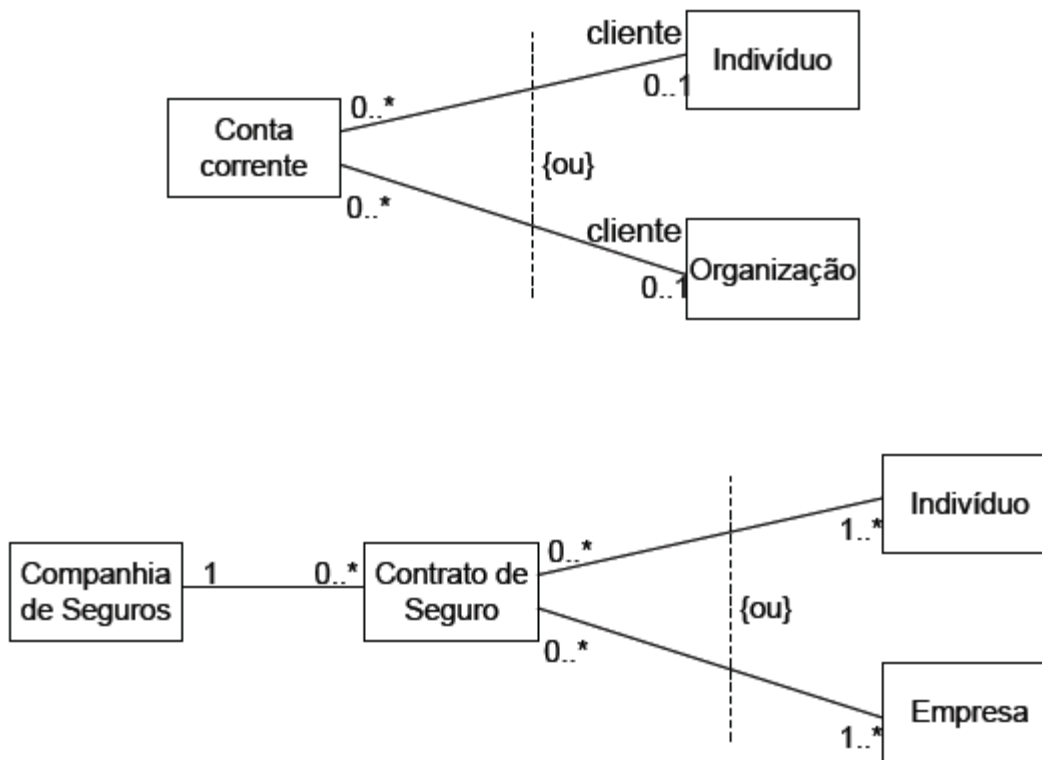 cliente
Indivíduo
0..1
0..*
Conta
corrente
{ou}
0..*
cliente
Organização
0..1
Indivíduo
1..*
0..*
Companhia
de Seguros
1
0..*
Contrato de
Seguro
{ou}
0..*
Empresa
1..*